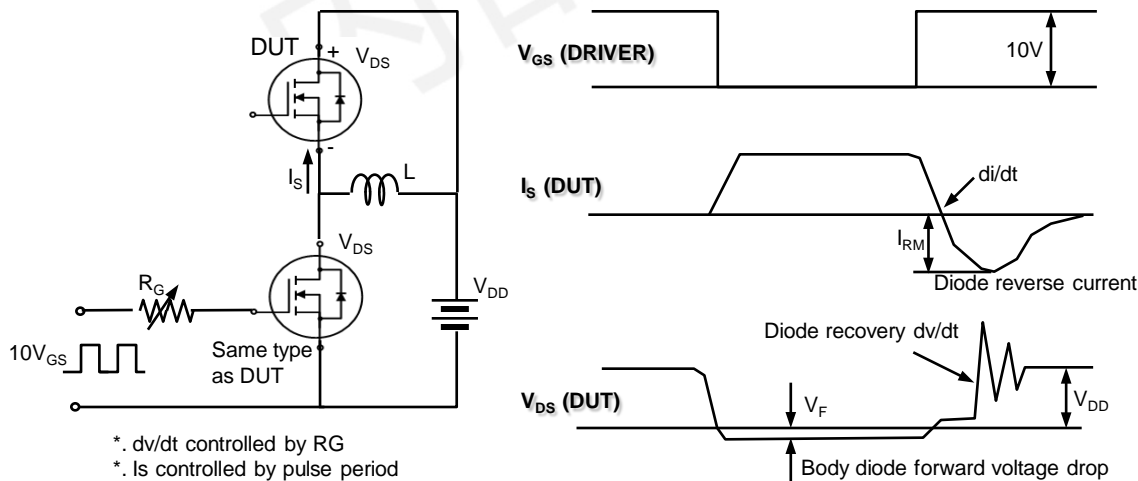 DUT
+
V_DS
-
I_S
L
V_DS
R_G
V_DD
10V_GS
Same type
as DUT
*. dv/dt controlled by RG
*. Is controlled by pulse period
V_GS (DRIVER)
10V
I_S (DUT)
di/dt
I_RM
Diode reverse current
Diode recovery dv/dt
V_DS (DUT)
V_F
V_DD
Body diode forward voltage drop